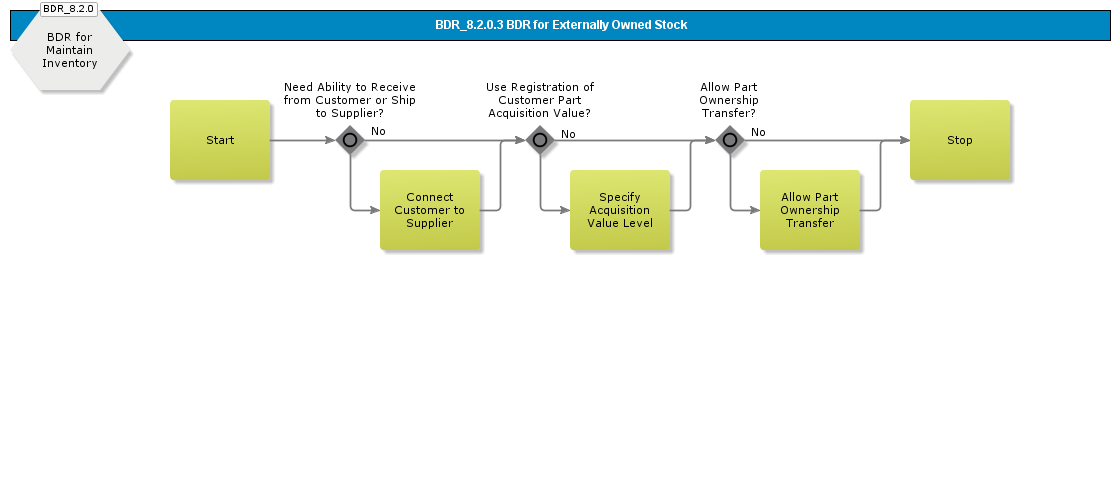 BDR_8.2.0
BDR_8.2.0.3 BDR for Externally Owned Stock
BDR for
Maintain
Inventory
Need Ability to Receive
from Customer or Ship
to Supplier?
Use Registration of
Customer Part
Acquisition Value?
Allow Part
Ownership
Transfer?
Start
No
No
No
Stop
Connect
Customer to
Supplier
Specify
Acquisition
Value Level
Allow Part
Ownership
Transfer